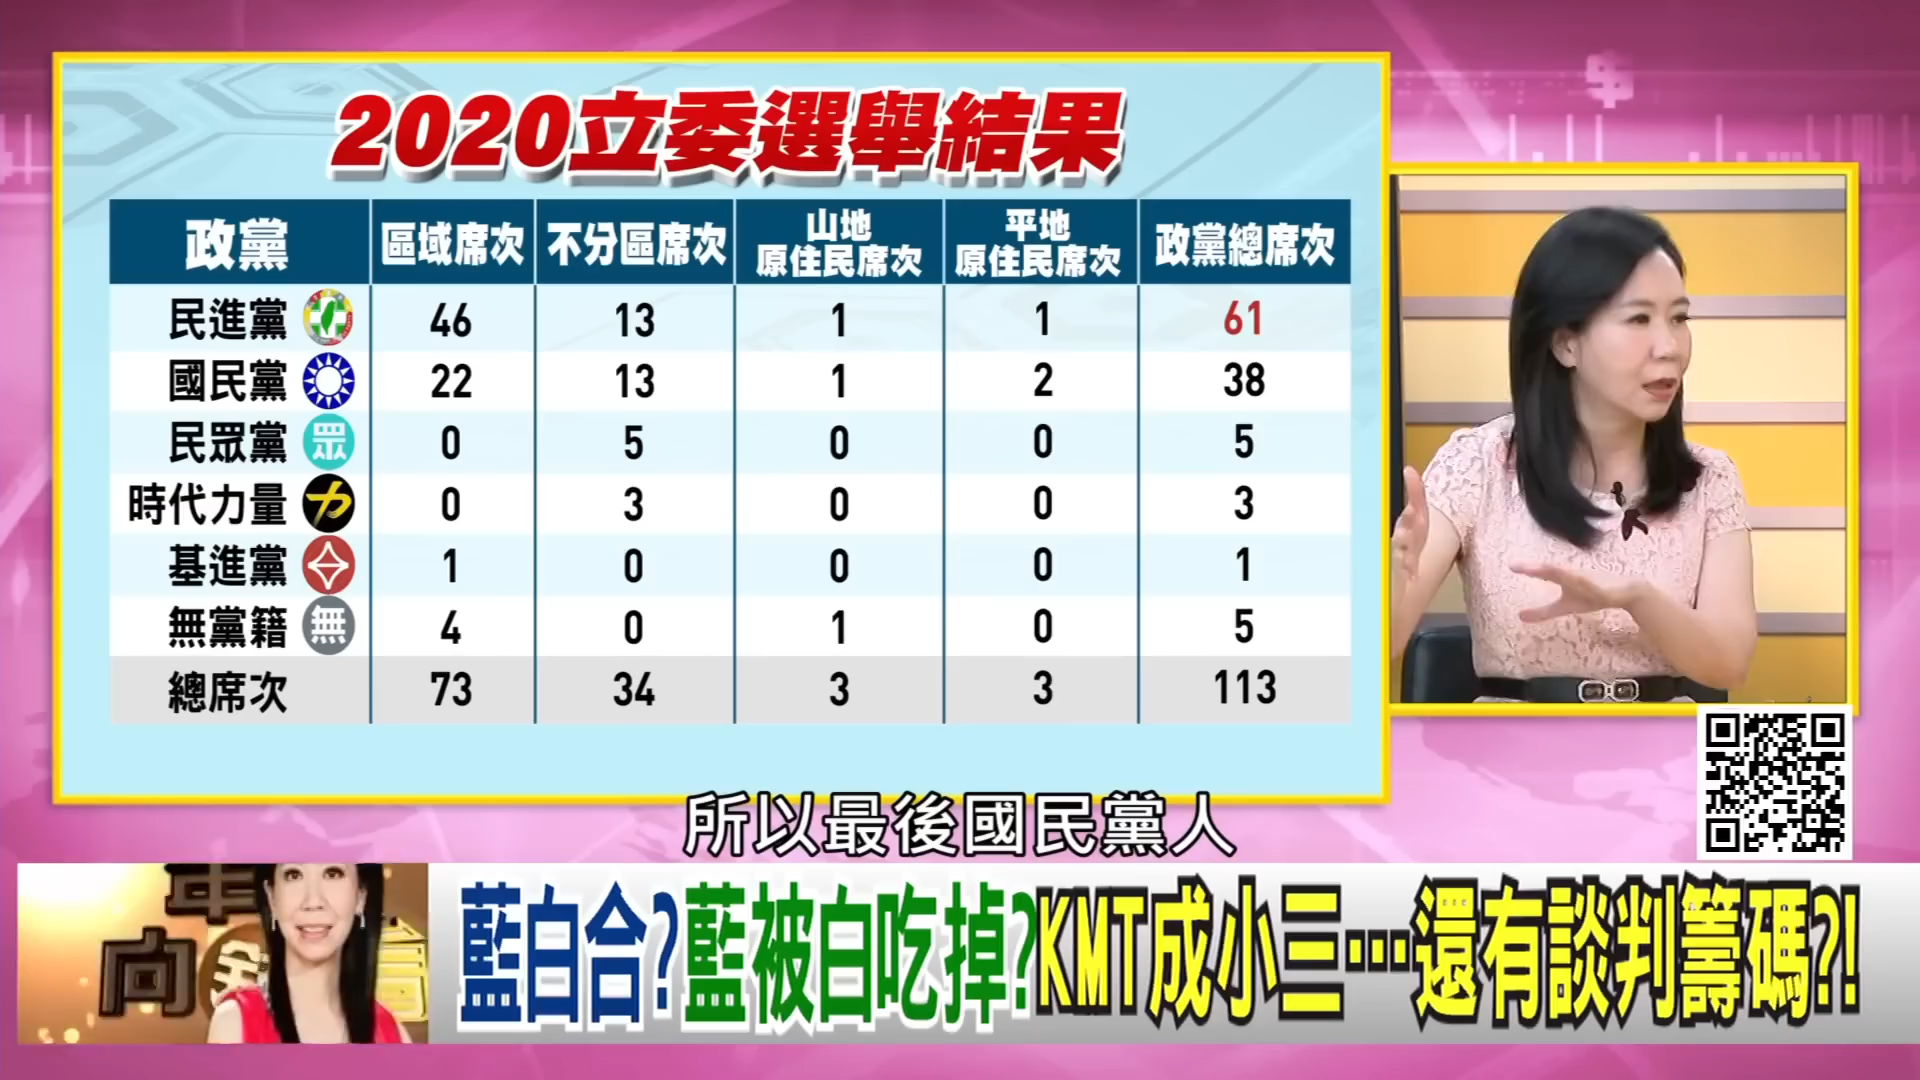 2020立委選舉結果
政黨 區域席次 不分區席次 山地原住民席次 平地原住民席次 政黨總席次
民進黨 46 13 1 1 61
國民黨 22 13 1 2 38
民眾黨 眾 0 5 0 0 5
時代力量 力 0 3 0 0 3
基進黨 1 0 0 0 1
無黨籍 無 4 0 1 0 5
總席次 73 34 3 3 113
所以最後國民黨人
年
向
藍白合?藍被白吃掉?KMT成小三…還有談判籌碼?!